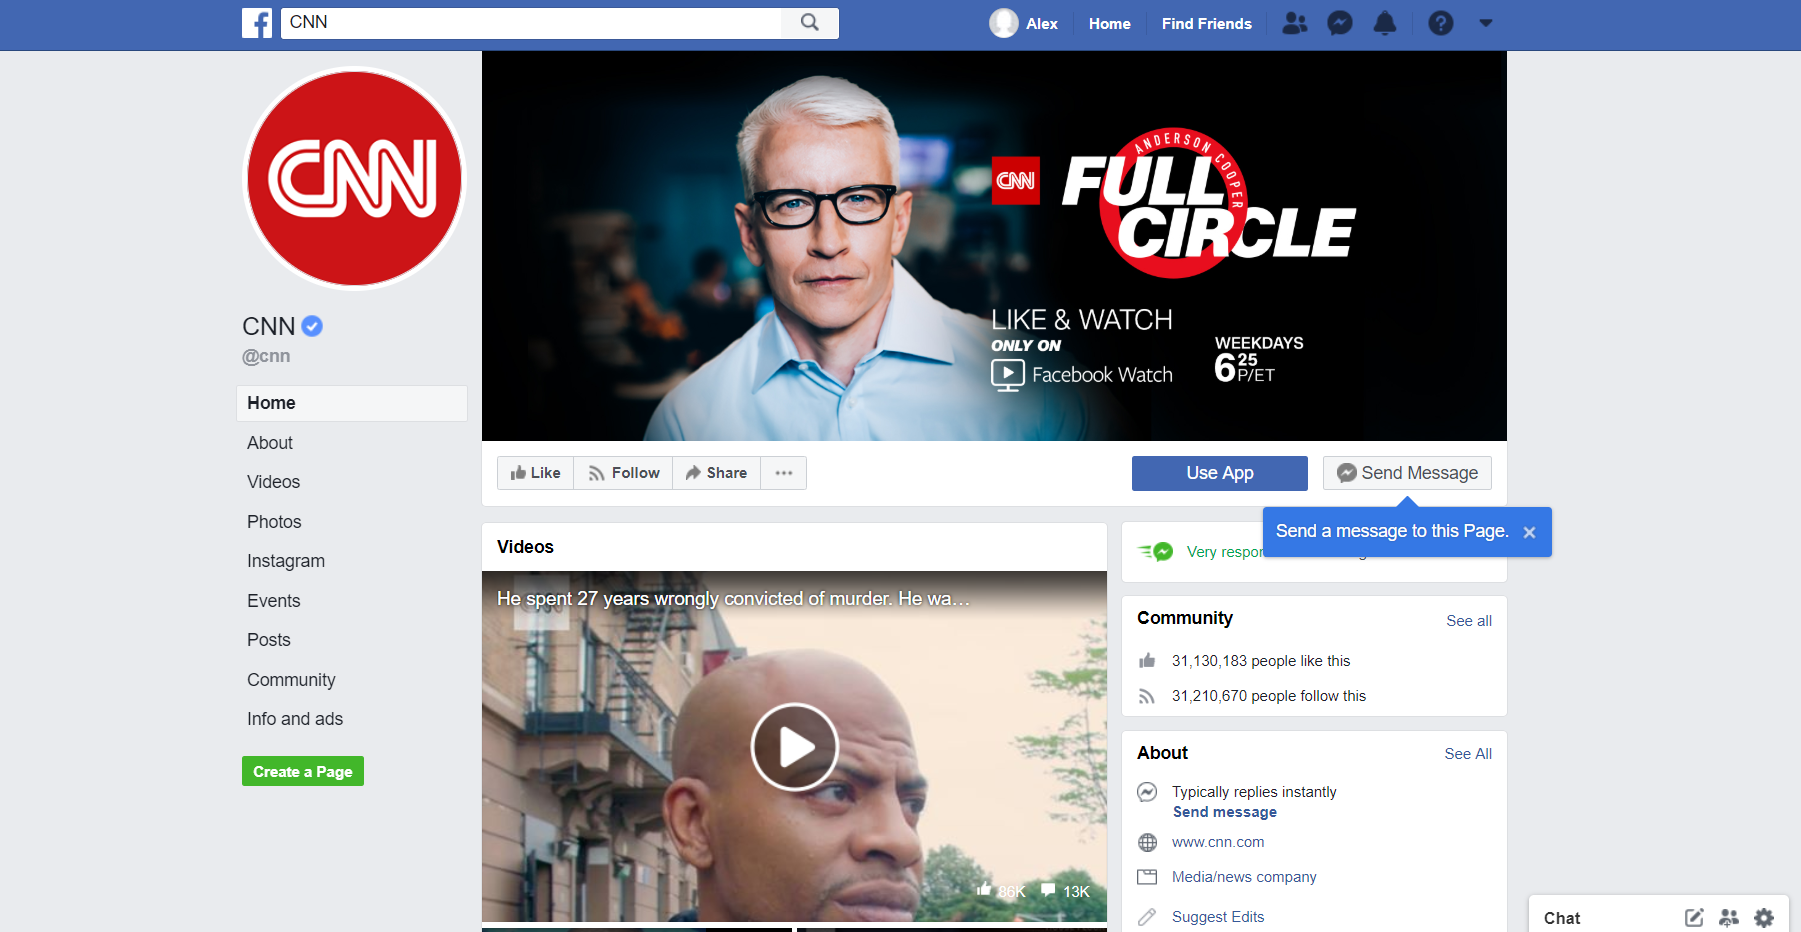 CNN
Alex
Home
Find Friends
CNN
CNN
@cnn
Home
About
Videos
Photos
Instagram
Events
Posts
Community
Info and ads
Create a Page
CNN
ANDERSON COOPER
FULL
CIRCLE
LIKE & WATCH
ONLY ON
Facebook Watch
WEEKDAYS
6 25
P/ET
Like
Follow
Share
Use App
Send Message
Send a message to this Page.
Videos
He spent 27 years wrongly convicted of murder. He wa…
86K
13K
Very
Community
See all
31,130,183 people like this
31,210,670 people follow this
About
See All
Typically replies instantly
Send message
www.cnn.com
Media/news company
Suggest Edits
Chat